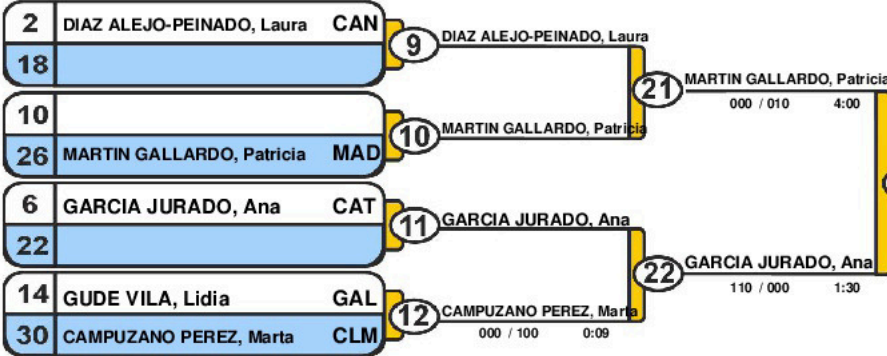 2 DIAZ ALEJO-PEINADO, Laura CAN
18
9 DIAZ ALEJO-PEINADO, Laura
10
26 MARTIN GALLARDO, Patricia MAD
10 MARTIN GALLARDO, Patricia
21 MARTIN GALLARDO, Patricia
000 / 010 4:00
6 GARCIA JURADO, Ana CAT
22
11 GARCIA JURADO, Ana
14 GUDE VILA, Lidia GAL
30 CAMPUZANO PEREZ, Marta CLM
12 CAMPUZANO PEREZ, Marta
000 / 100 0:09
22 GARCIA JURADO, Ana
110 / 000 1:30